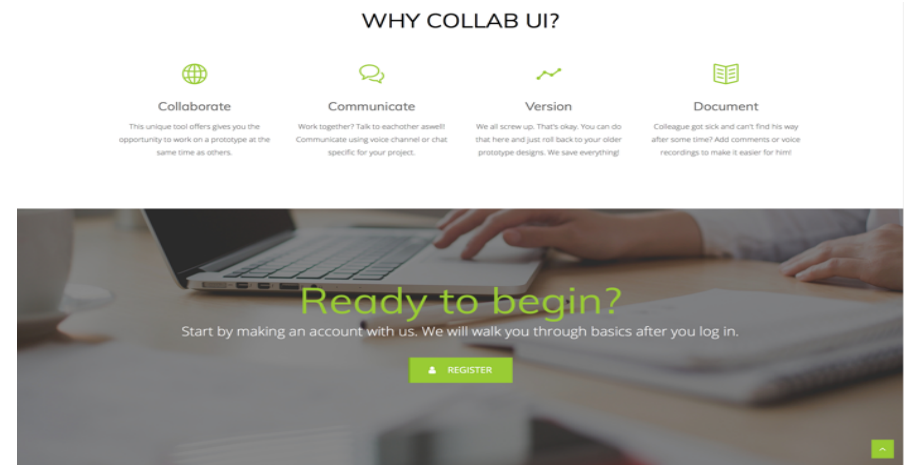 WHY COLLAB UI?
Collaborate
This unique tool offers gives you the
opportunity to work on a prototype at the
same time as others.
Communicate
Work together? Talk to eachother aswell!
Communicate using voice channel or chat
specific for your project.
Version
We all screw up. That's okay. You can do
that here and just roll back to your older
prototype designs. We save everything!
Document
Colleague got sick and can't find his way
after some time? Add comments or voice
recordings to make it easier for him!
Ready to begin?
Start by making an account with us. We will walk you through basics after you log in.
REGISTER